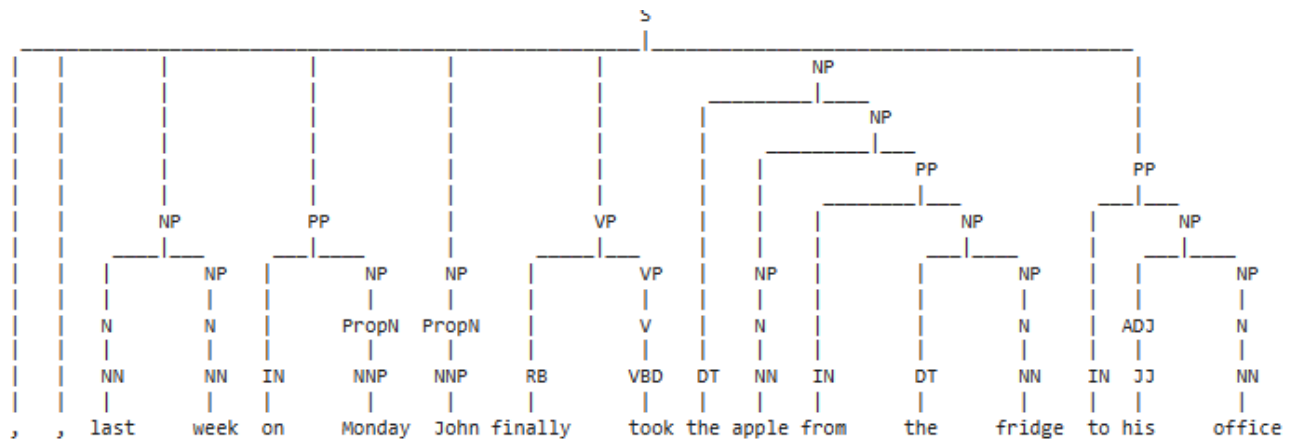 S
NP
NP
PP PP
NP PP VP NP NP
NP NP NP VP NP NP NP
N N PropN PropN V N N ADJ N
NN NN IN NNP NNP RB VBD DT NN IN DT NN IN JJ NN
, , last week on Monday John finally took the apple from the fridge to his office